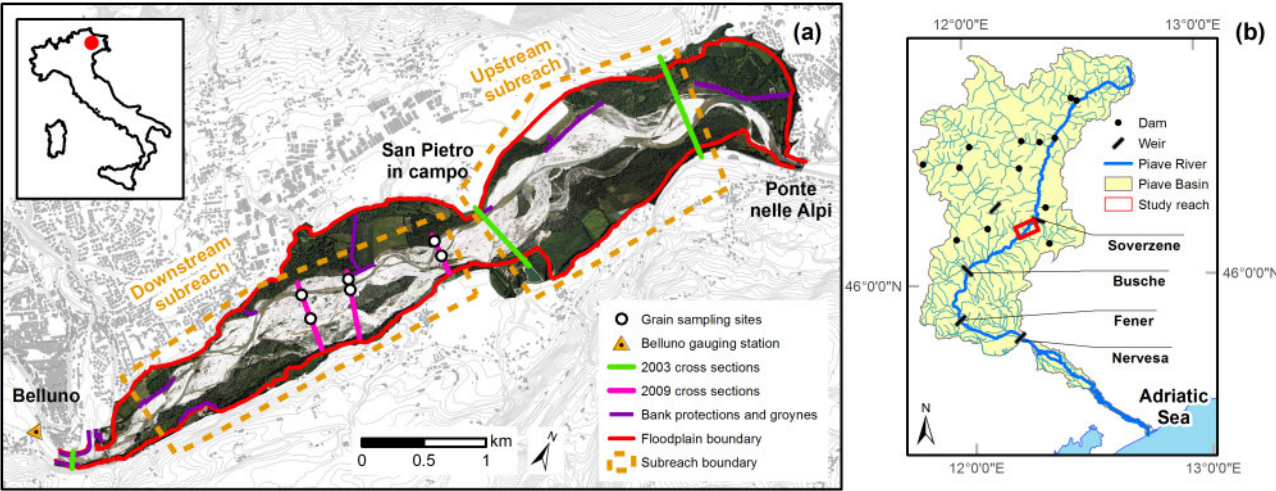 (a)
Upstream
subreach
San Pietro
in campo
Ponte
nelle Alpi
Downstream
subreach
Belluno
Grain sampling sites
Belluno gauging station
2003 cross sections
2009 cross sections
Bank protections and groynes
Floodplain boundary
Subreach boundary
km
0
0.5
1
N
12°0'0"E
13°0'0"E
(b)
Dam
Weir
Piave River
Piave Basin
Study reach
Soverzene
46°0'0"N
46°0'0"N
Busche
Fener
Nervesa
Adriatic
Sea
N
12°0'0"E
13°0'0"E